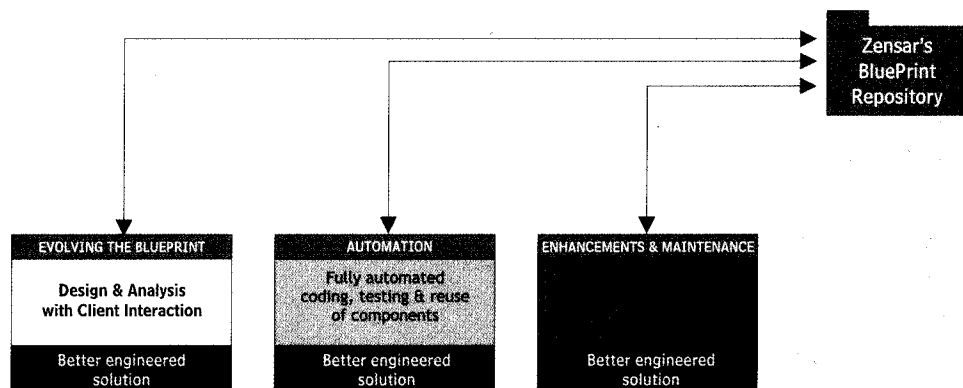 Zensar's
BluePrint
Repository
EVOLVING THE BLUEPRINT
Design & Analysis
with Client Interaction
Better engineered
solution
AUTOMATION
Fully automated
coding, testing & reuse
of components
Better engineered
solution
ENHANCEMENTS & MAINTENANCE
Better engineered
solution